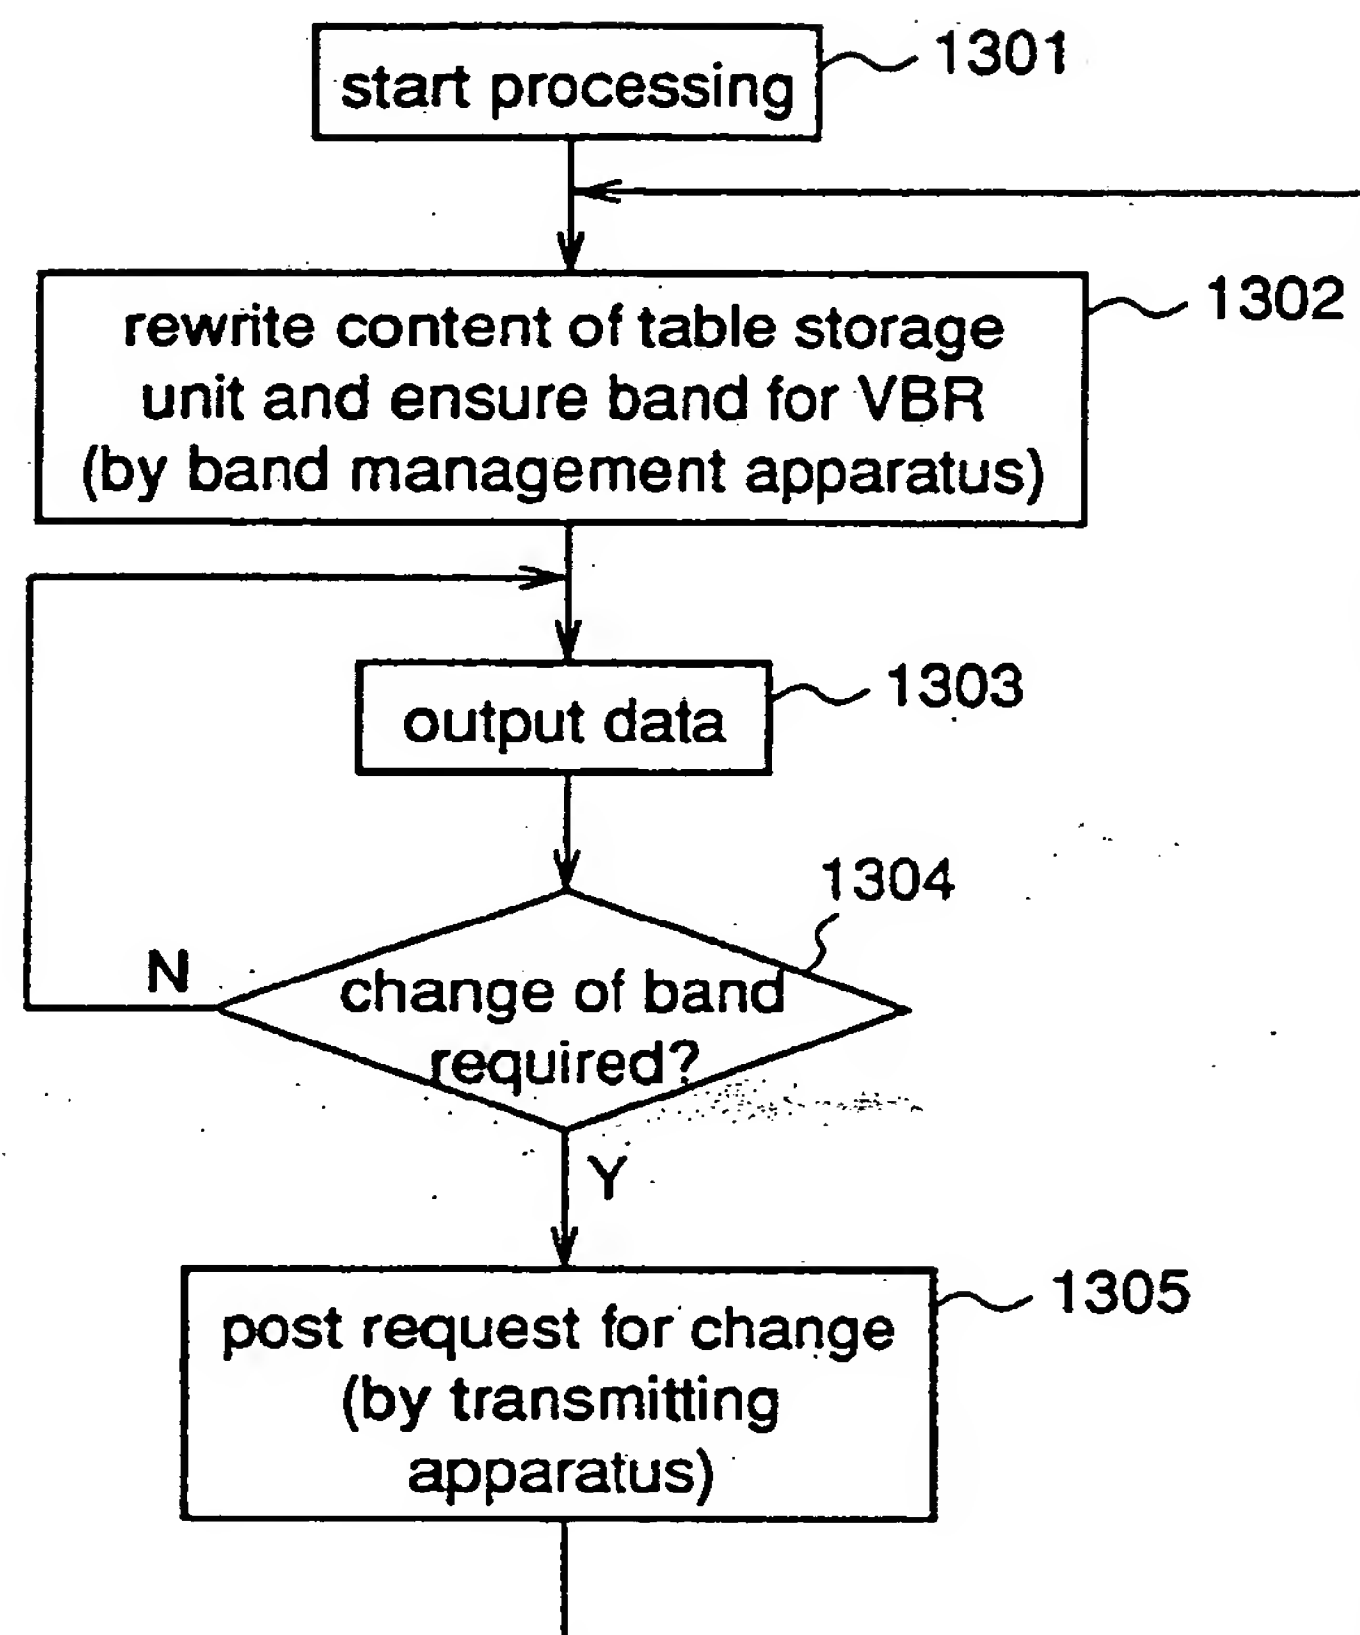 start processing
1301
rewrite content of table storage
unit and ensure band for VBR
(by band management apparatus)
1302
output data
1303
1304
change of band
required?
N
Y
post request for change
(by transmitting
apparatus)
1305